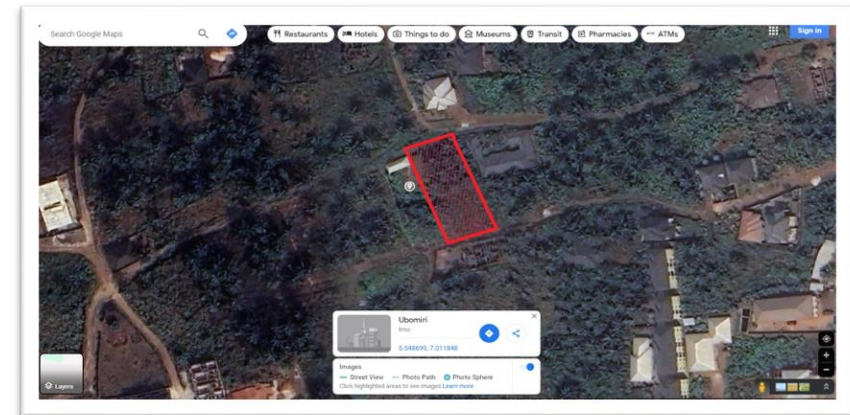 Search Google Maps
Restaurants
Hotels
Things to do
Museums
Transit
Pharmacies
ATMs
Sign in
Ubomiri
Imo
5.548690, 7.011848
Images
Street View
Photo Path
Photo Sphere
Click highlighted areas to see images Learn more
Layers